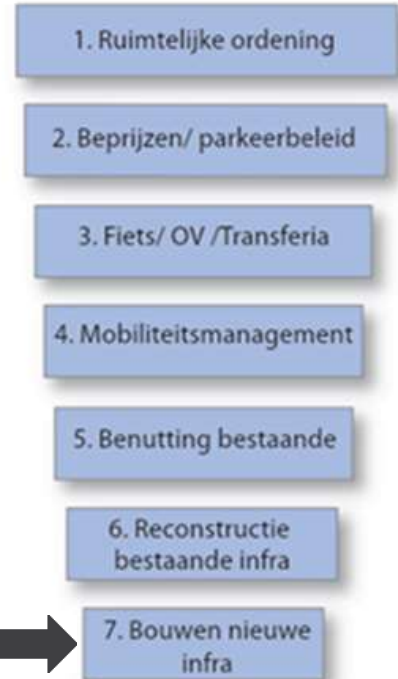 1. Ruimtelijke ordening
2. Beprijzen/ parkeerbeleid
3. Fiets/ OV /Transferia
4. Mobiliteitsmanagement
5. Benutting bestaande
6. Reconstructie
bestaande infra
7. Bouwen nieuwe
infra